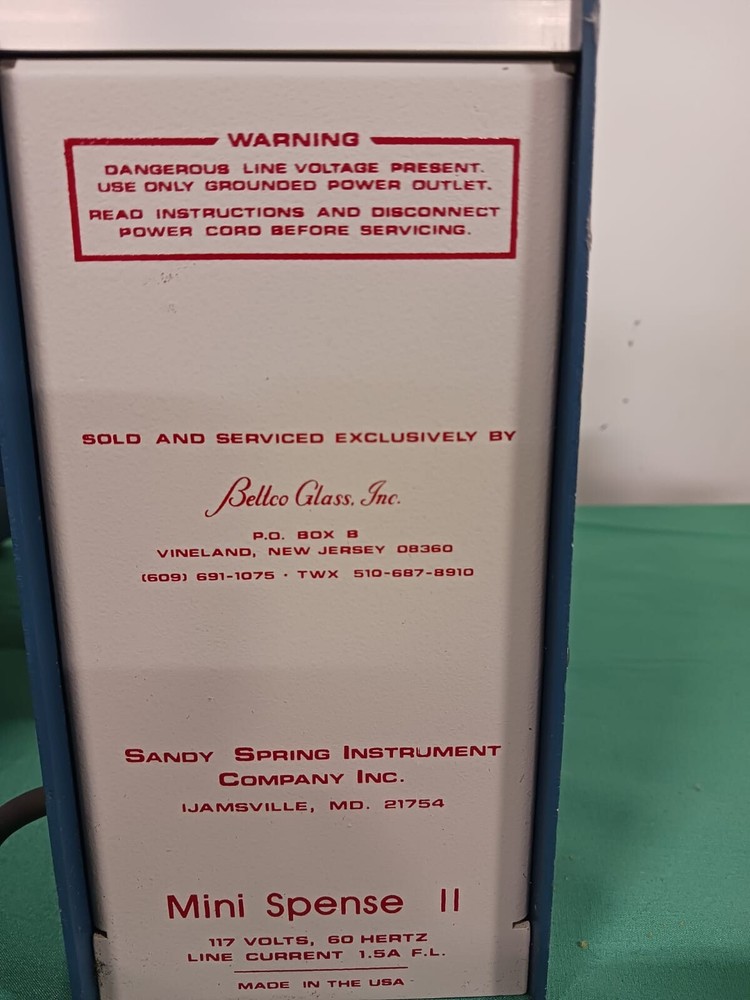 WARNING
DANGEROUS LINE VOLTAGE PRESENT.
USE ONLY GROUNDED POWER OUTLET.
READ INSTRUCTIONS AND DISCONNECT
POWER CORD BEFORE SERVICING.
SOLD AND SERVICED EXCLUSIVELY BY
Bellco Glass, Inc.
P.O. BOX B
VINELAND, NEW JERSEY 08360
(609) 691-1075 · TWX 510-687-8910
SANDY SPRING INSTRUMENT
COMPANY INC.
IJAMSVILLE, MD. 21754
Mini Spense II
117 VOLTS, 60 HERTZ
LINE CURRENT 1.5A F.L.
MADE IN THE USA